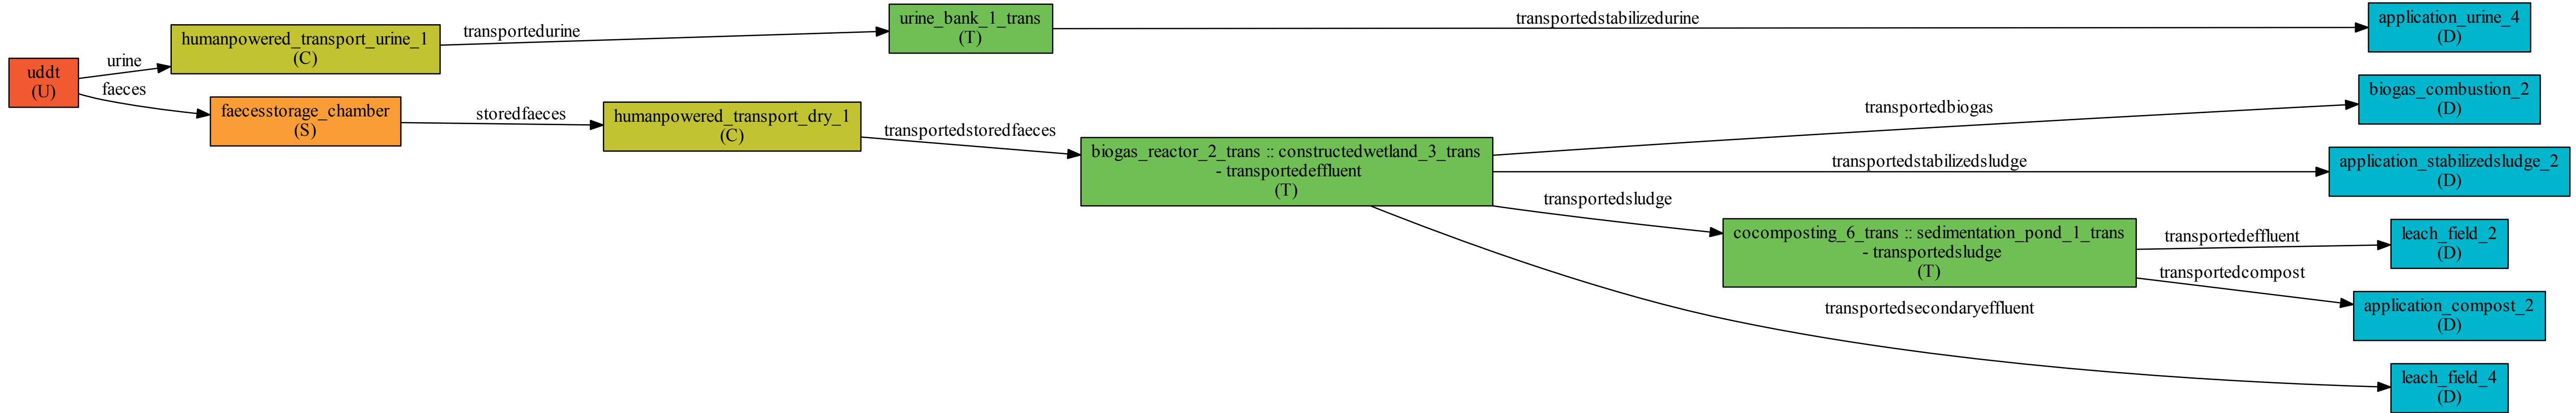 uddt
(U)
urine
faeces
humanpowered_transport_urine_1
(C)
faecesstorage_chamber
(S)
transportedurine
storedfaeces
humanpowered_transport_dry_1
(C)
urine_bank_1_trans
(T)
transportedstoredfaeces
biogas_reactor_2_trans :: constructedwetland_3_trans
- transportedeffluent
(T)
transportedstabilizedurine
transportedbiogas
transportedstabilizedsludge
transportedsludge
transportedsecondaryeffluent
cocomposting_6_trans :: sedimentation_pond_1_trans
- transportedsludge
(T)
transportedeffluent
transportedcompost
application_urine_4
(D)
biogas_combustion_2
(D)
application_stabilizedsludge_2
(D)
leach_field_2
(D)
application_compost_2
(D)
leach_field_4
(D)